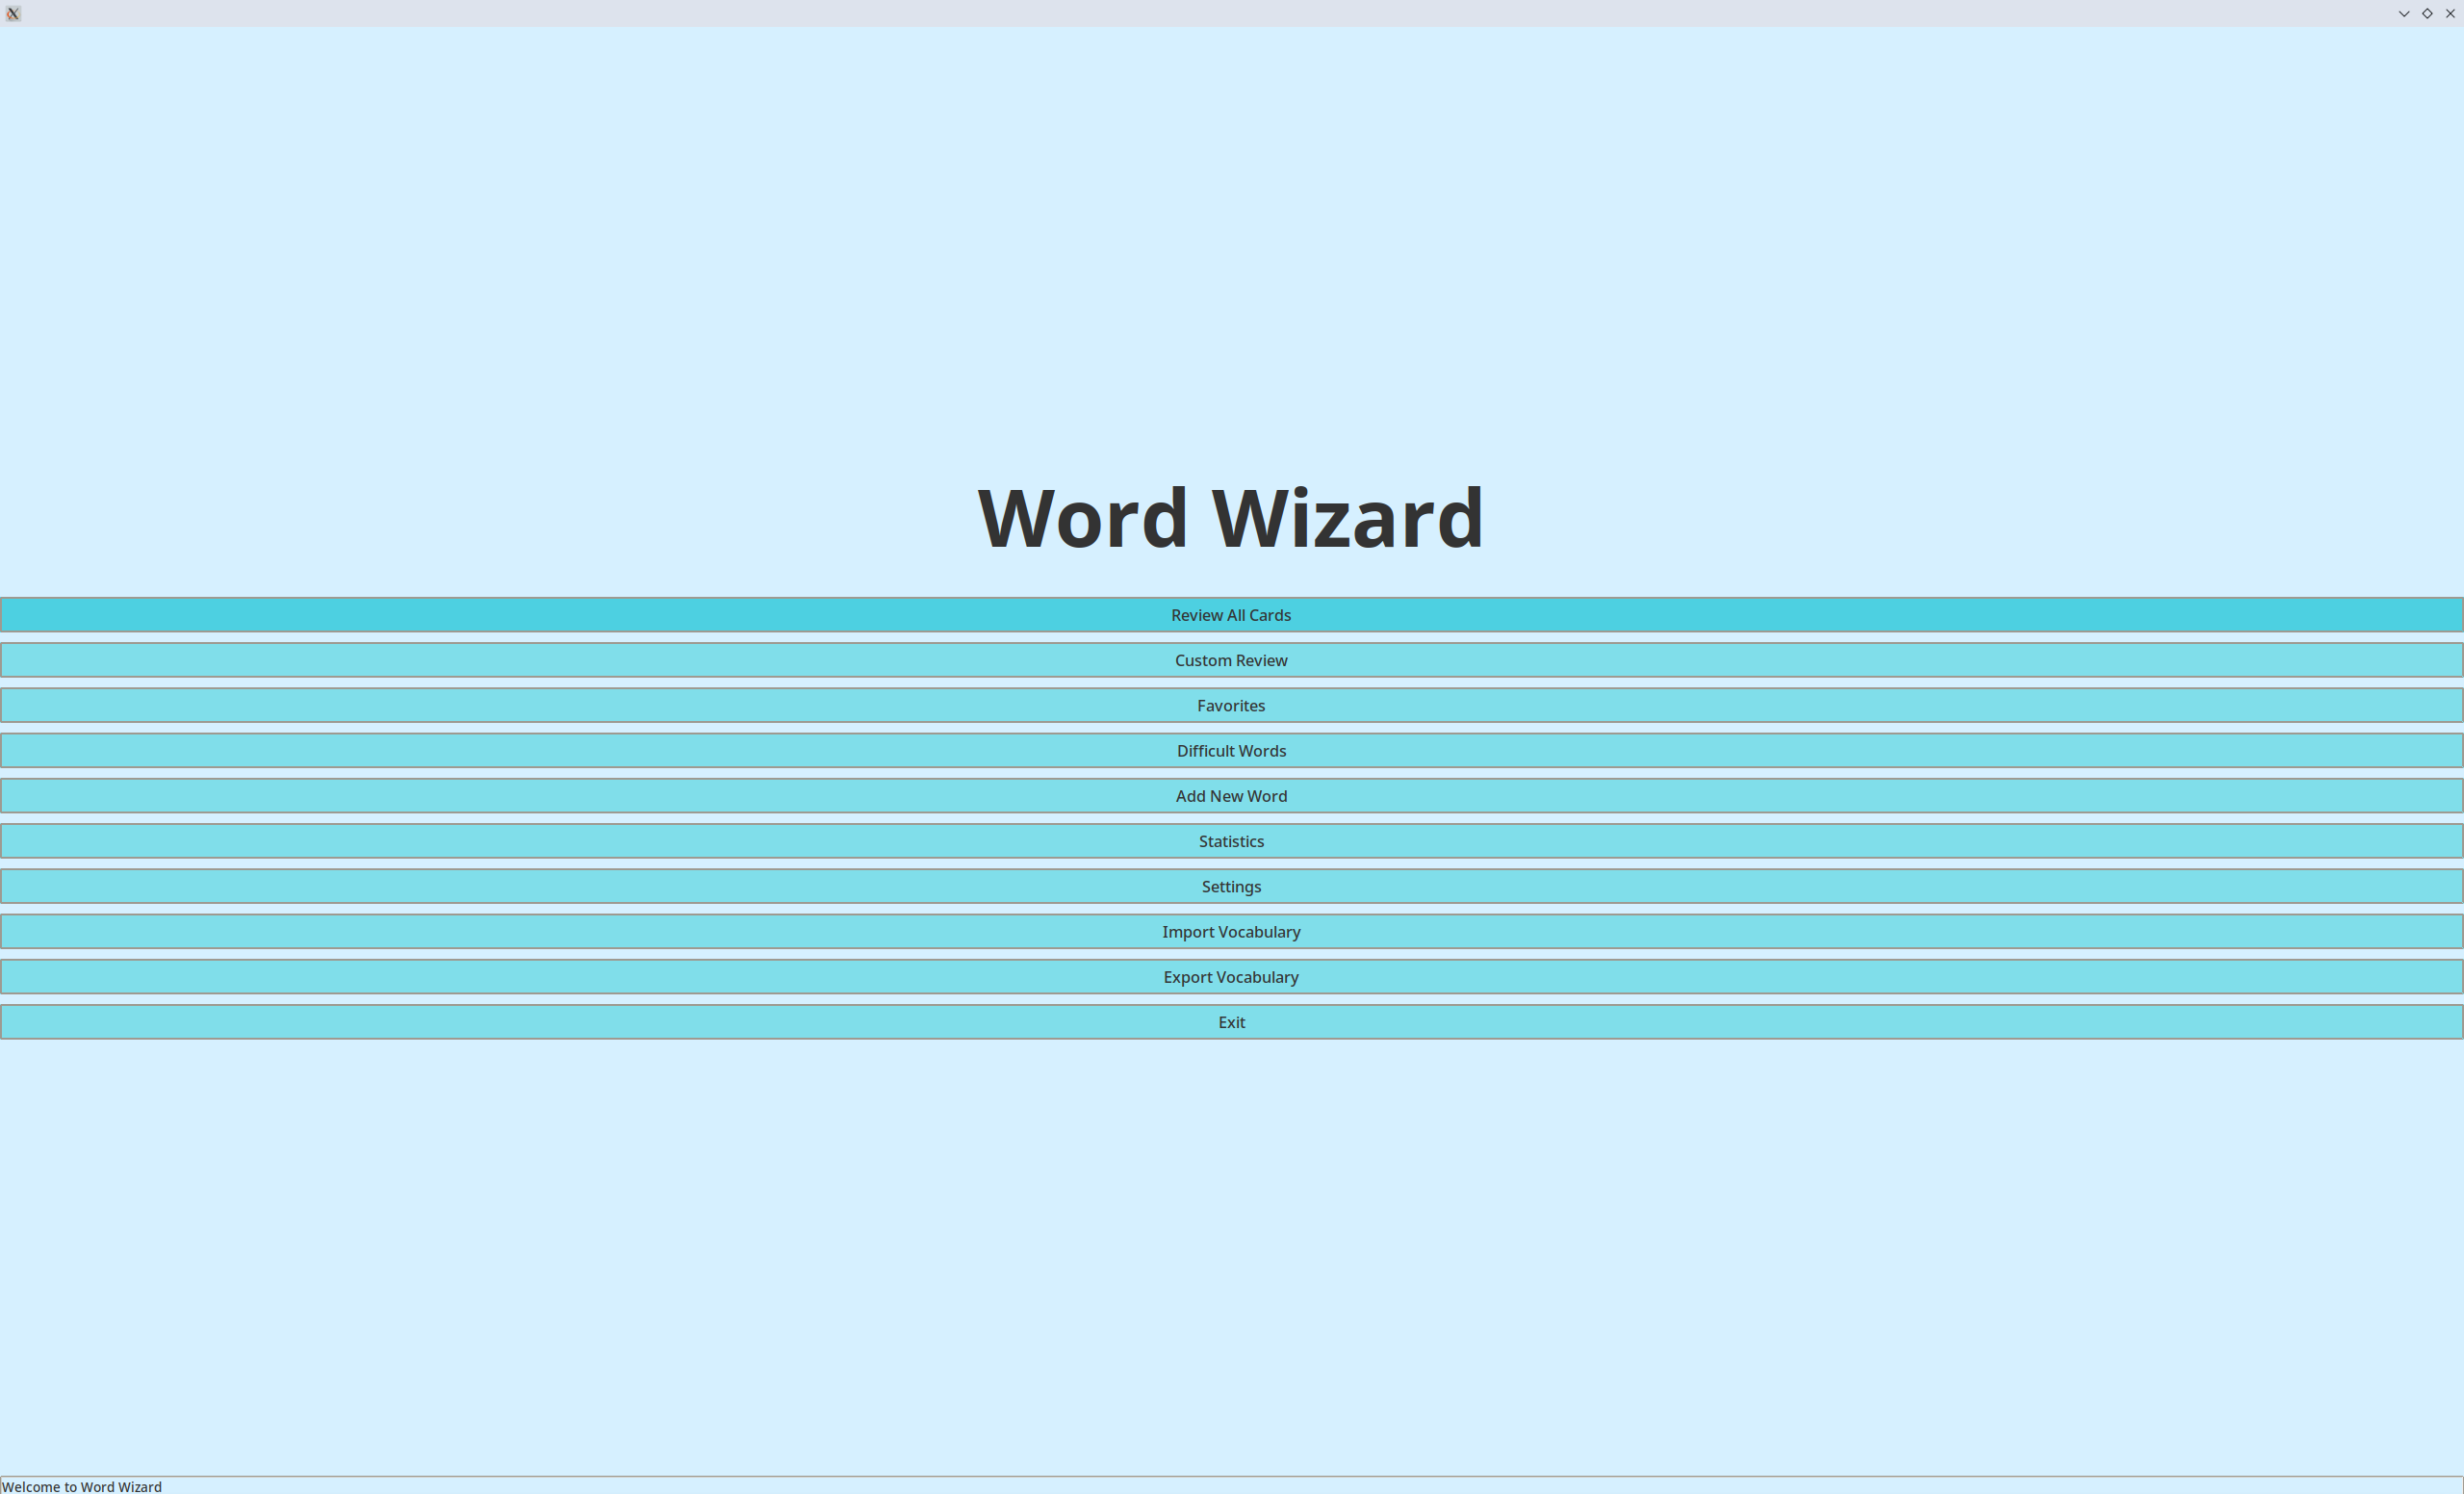 Word Wizard
Review All Cards
Custom Review
Favorites
Difficult Words
Add New Word
Statistics
Settings
Import Vocabulary
Export Vocabulary
Exit
Welcome to Word Wizard